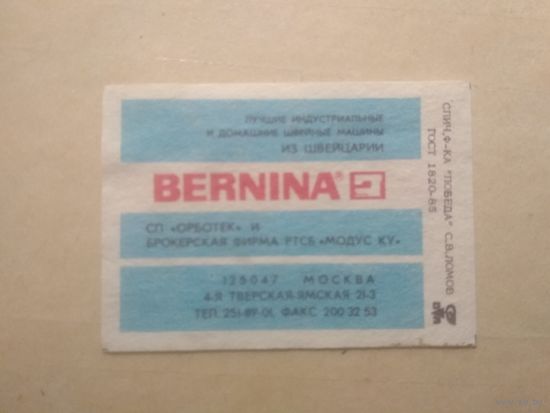 ЛУЧШИЕ ИНДУСТРИАЛЬНЫЕ
И ДОМАШНИЕ ШВЕЙНЫЕ МАШИНЫ
ИЗ ШВЕЙЦАРИИ
BERNINA®
СП «ОРБОТЕК» И
БРОКЕРСКАЯ ФИРМА РТСБ «МОДУС КУ»
125047 МОСКВА
4-Я ТВЕРСКАЯ-ЯМСКАЯ 21-3
ТЕЛ. 251-89-01, ФАКС 200 32 53
СПИЧ. Ф-КА "ПОБЕДА" С.В.ЛОМОВ
ГОСТ 1820-85